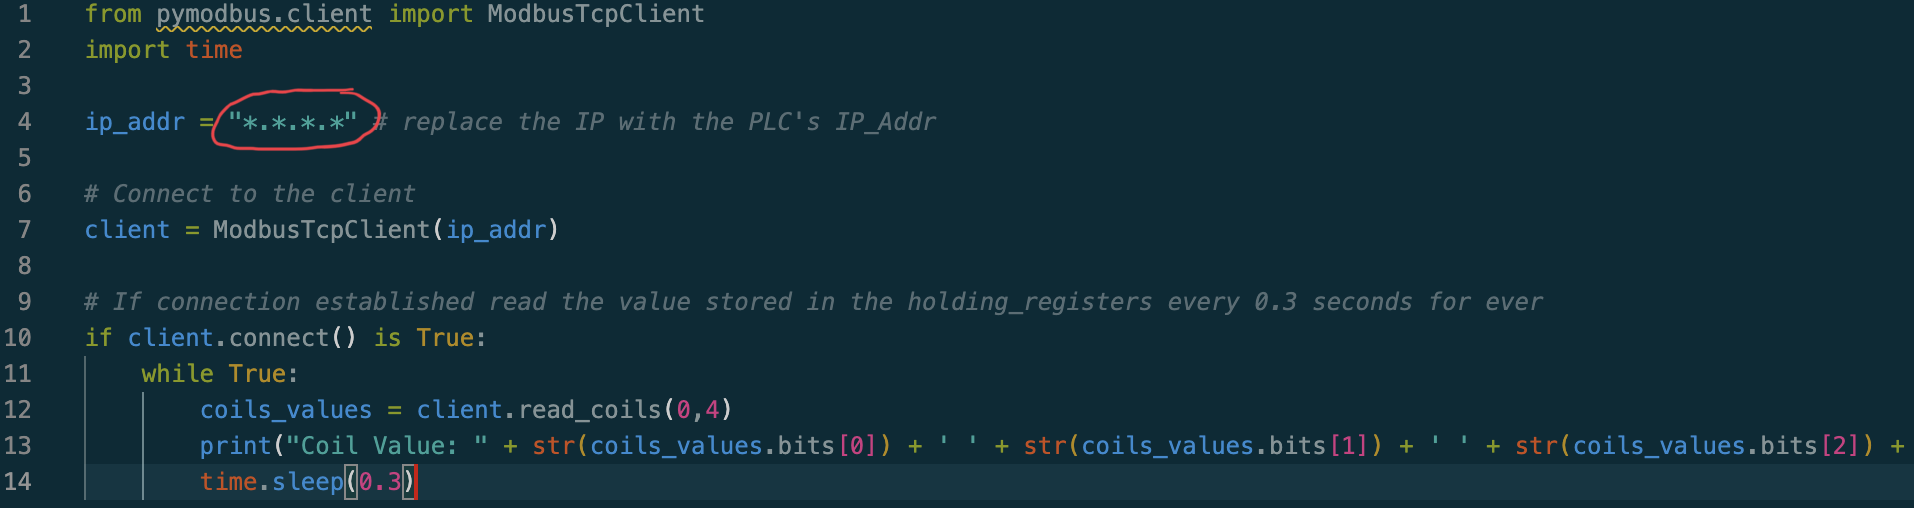 1 from pymodbus.client import ModbusTcpClient
2 import time
3
4 ip_addr = "*.*.*.*" # replace the IP with the PLC's IP_Addr
5
6 # Connect to the client
7 client = ModbusTcpClient(ip_addr)
8
9 # If connection established read the value stored in the holding_registers every 0.3 seconds for ever
10 if client.connect() is True:
11 while True:
12 coils_values = client.read_coils(0,4)
13 print("Coil Value: " + str(coils_values.bits[0]) + ' ' + str(coils_values.bits[1]) + ' ' + str(coils_values.bits[2]) +
14 time.sleep(0.3)